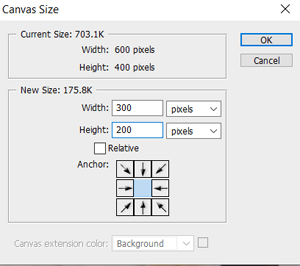 Canvas Size
Current Size: 703.1K
Width: 600 pixels
Height: 400 pixels
OK
Cancel
New Size: 175.8K
Width: 300 pixels
Height: 200 pixels
Relative
Anchor:
Canvas extension color: Background